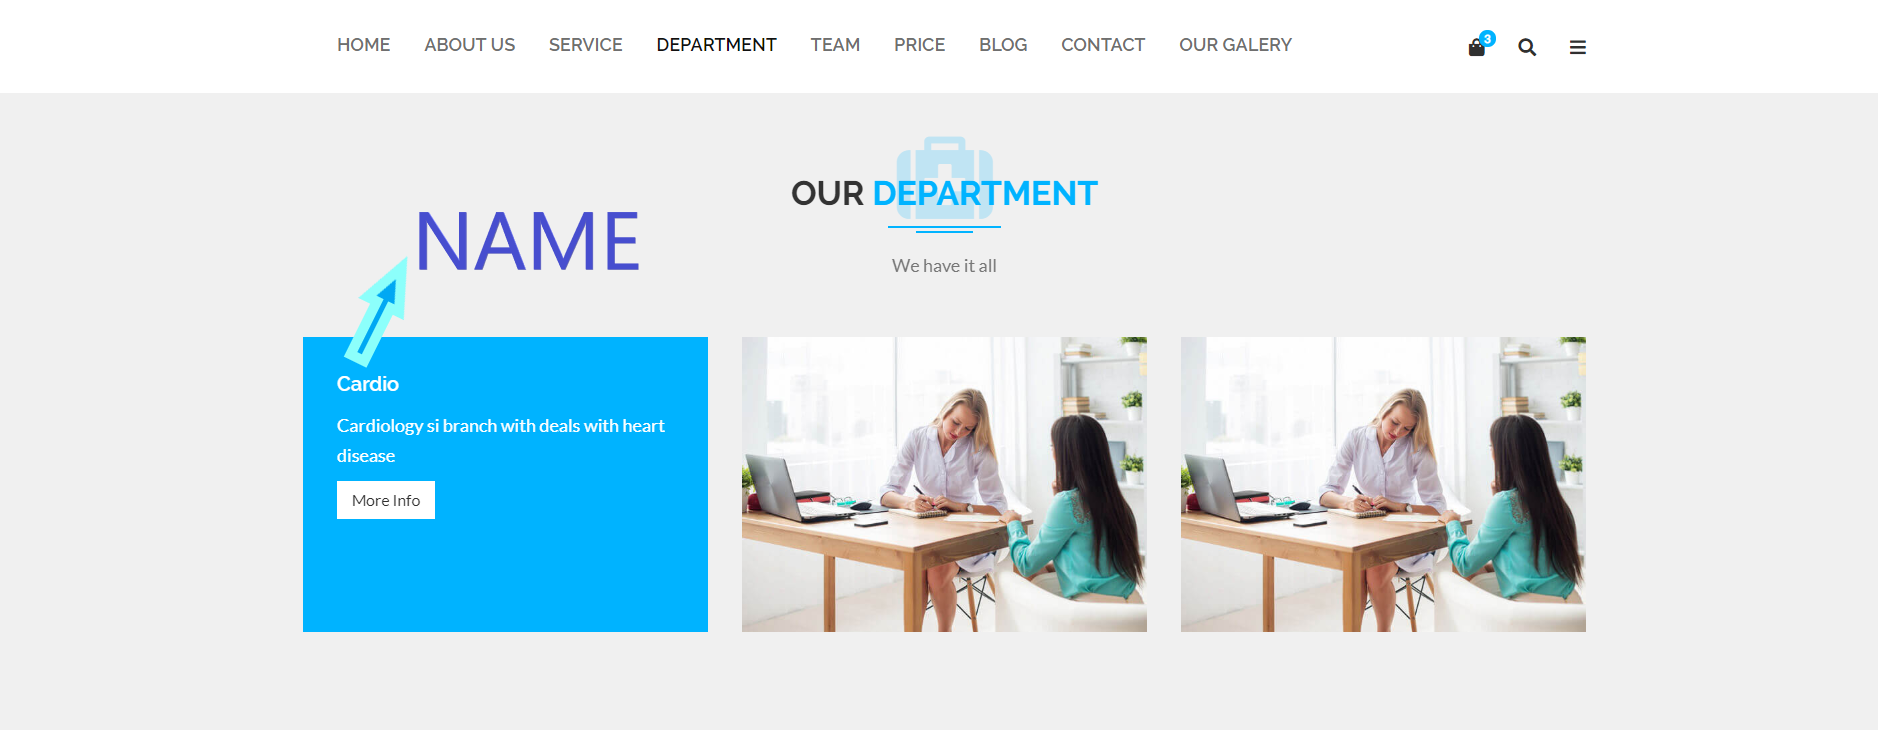 HOME ABOUT US SERVICE DEPARTMENT TEAM PRICE BLOG CONTACT OUR GALERY 3
OUR DEPARTMENT
NAME
We have it all
Cardio
Cardiology si branch with deals with heart
disease
More Info